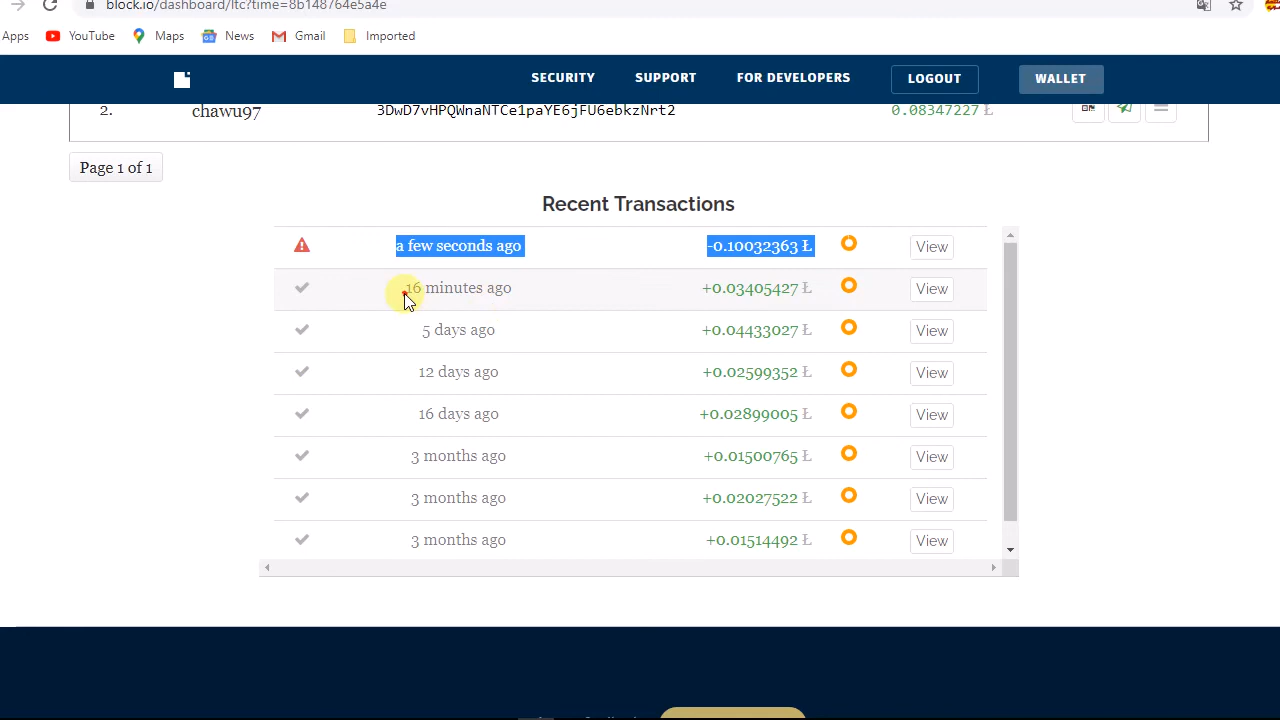 block.io/dashboard/ltc?time=8b148764e5a4e
Apps YouTube Maps News Gmail Imported
SECURITY SUPPORT FOR DEVELOPERS LOGOUT WALLET
2. chawu97 3DwD7vHPQWnaNTCe1paYE6jFU6ebkzNrt2 0.08347227 Ł
Page 1 of 1
Recent Transactions
a few seconds ago -0.10032363 Ł View
16 minutes ago +0.03405427 Ł View
5 days ago +0.04433027 Ł View
12 days ago +0.02599352 Ł View
16 days ago +0.02899005 Ł View
3 months ago +0.01500765 Ł View
3 months ago +0.02027522 Ł View
3 months ago +0.01514492 Ł View